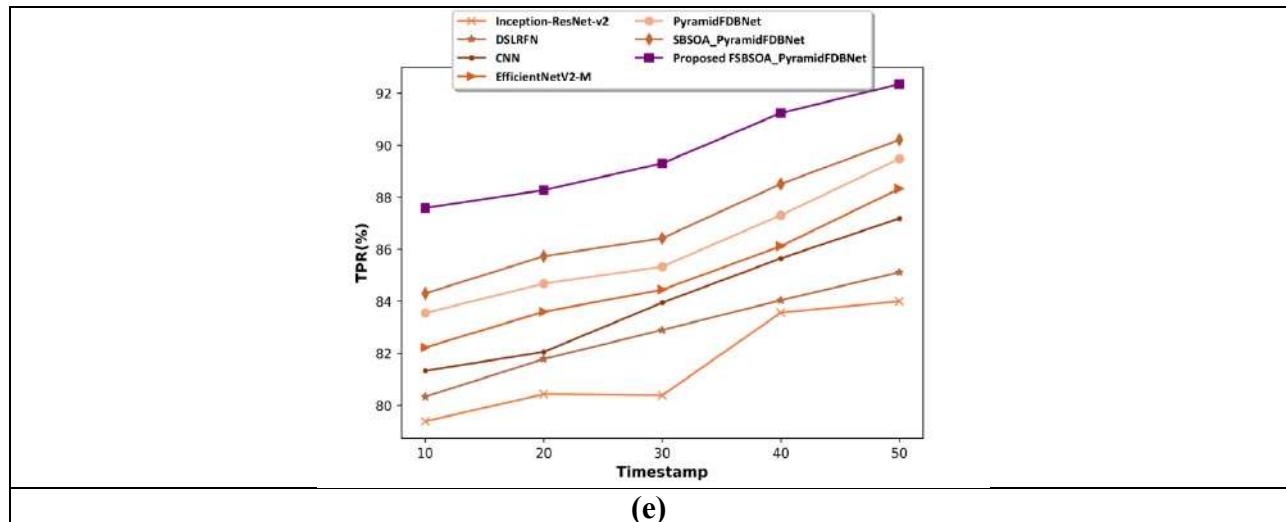 Inception-ResNet-v2
DSLRFN
CNN
EfficientNetV2-M
PyramidFDBNet
SBSOA_PyramidFDBNet
Proposed FSBSOA_PyramidFDBNet
TPR(%)
92
90
88
86
84
82
80
10 20 30 40 50
Timestamp
(e)